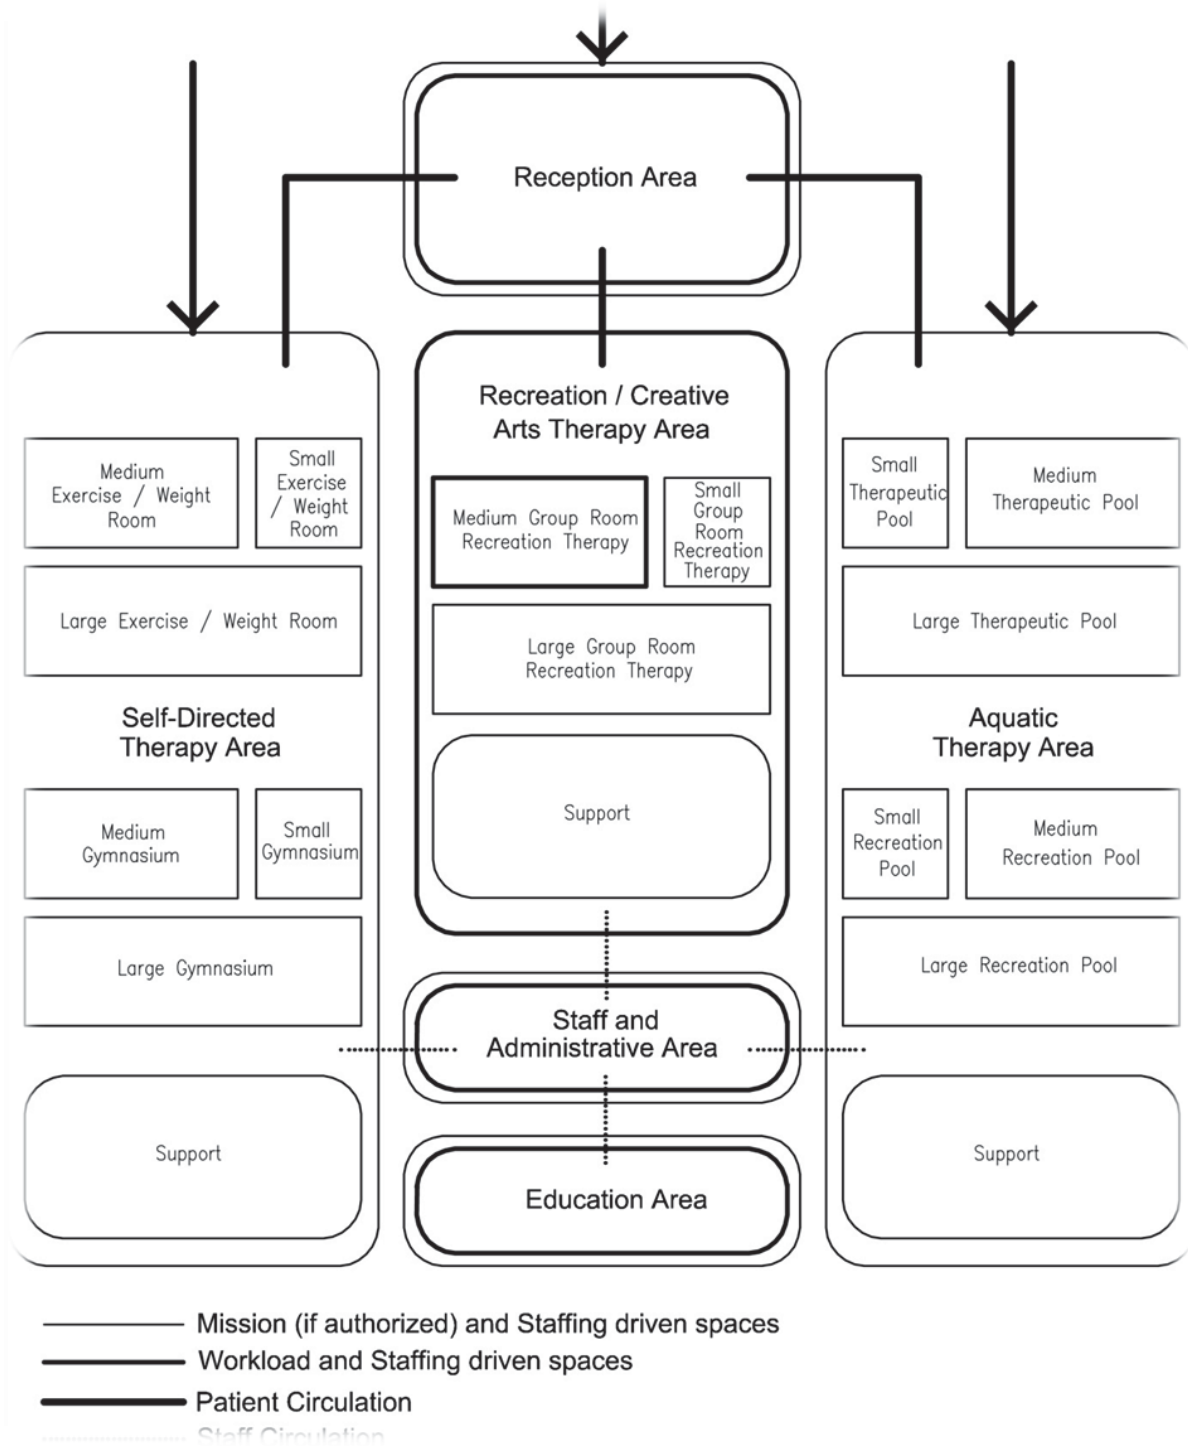 Reception Area
Recreation / Creative
Arts Therapy Area
Medium
Exercise / Weight
Room
Small
Exercise
/ Weight
Room
Large Exercise / Weight Room
Self-Directed
Therapy Area
Medium
Gymnasium
Small
Gymnasium
Large Gymnasium
Support
Medium Group Room
Recreation Therapy
Small
Group
Room
Recreation
Therapy
Large Group Room
Recreation Therapy
Support
Staff and
Administrative Area
Education Area
Small
Therapeutic
Pool
Medium
Therapeutic Pool
Large Therapeutic Pool
Aquatic
Therapy Area
Small
Recreation
Pool
Medium
Recreation Pool
Large Recreation Pool
Support
Mission (if authorized) and Staffing driven spaces
Workload and Staffing driven spaces
Patient Circulation
Staff Circulation